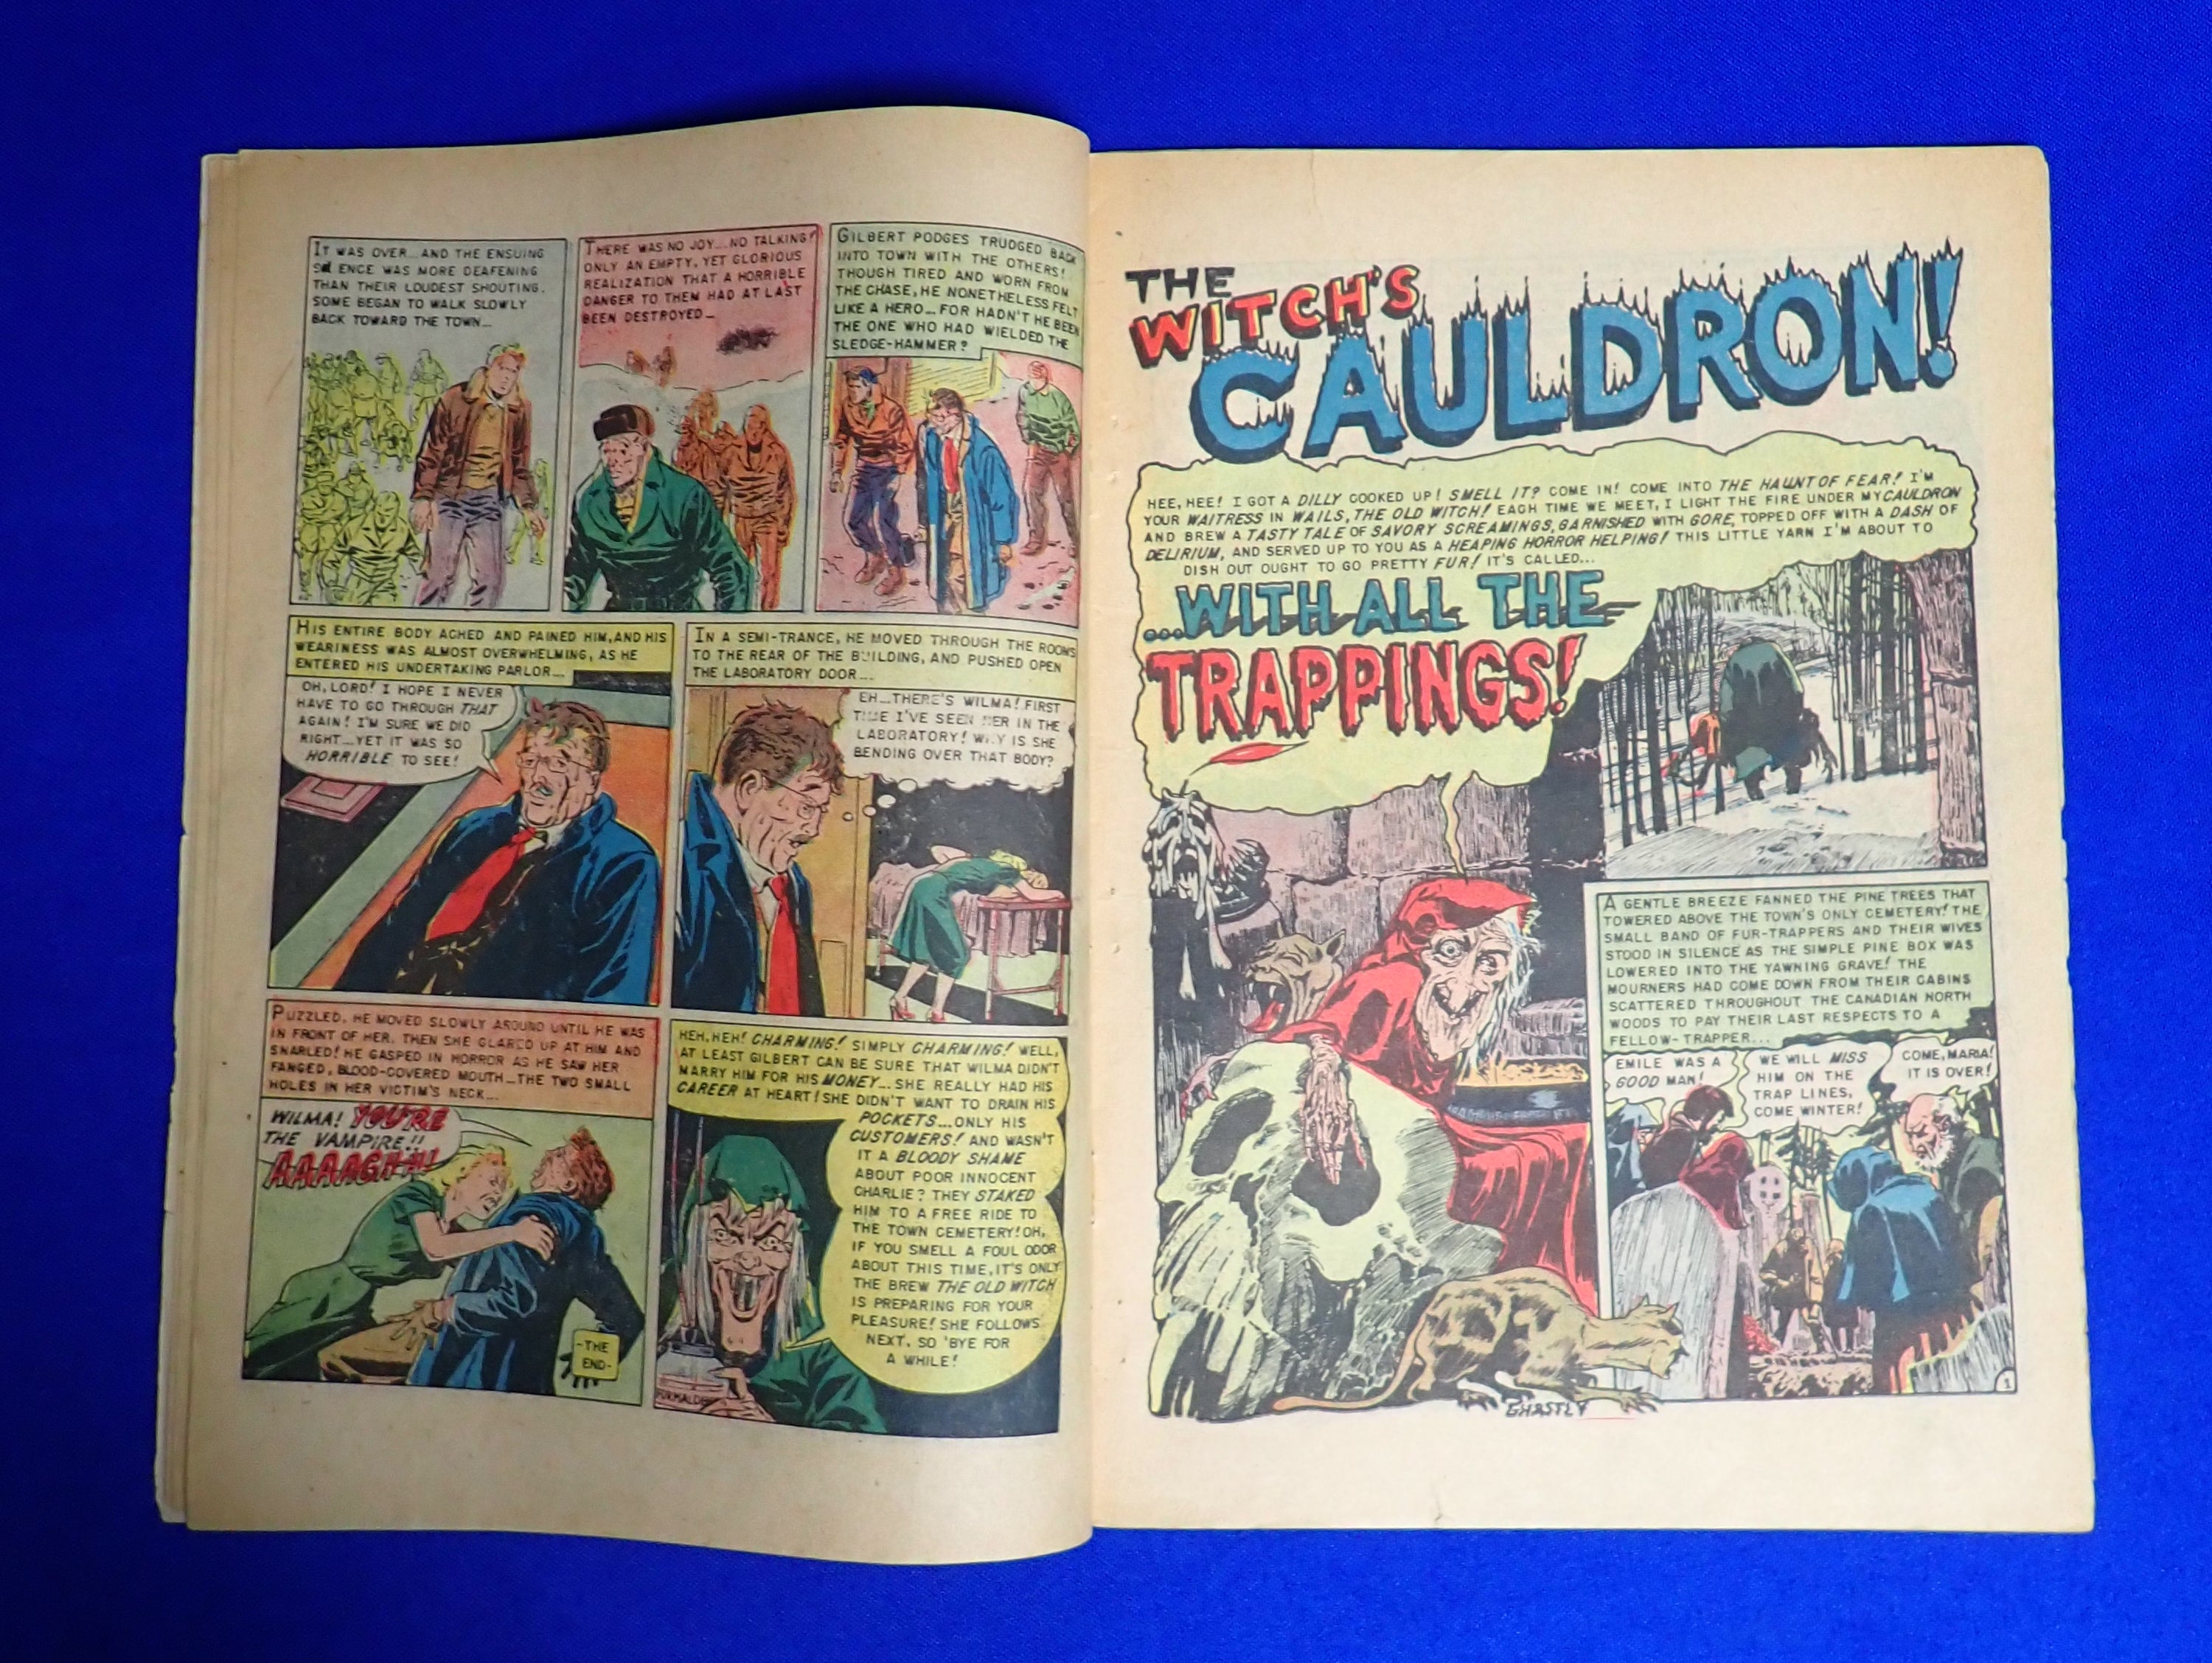 IT WAS OVER... AND THE ENSUING
SILENCE WAS MORE DEAFENING
THAN THEIR LOUDEST SHOUTING.
SOME BEGAN TO WALK SLOWLY
BACK TOWARD THE TOWN...
THERE WAS NO JOY... NO TALKING!
ONLY AN EMPTY, YET GLORIOUS
REALIZATION THAT A HORRIBLE
DANGER TO THEM HAD AT LAST
BEEN DESTROYED...
GILBERT PODGES TRUDGED BACK
INTO TOWN WITH THE OTHERS!
THOUGH TIRED AND WORN FROM
THE CHASE, HE NONETHELESS FELT
LIKE A HERO... FOR HADN'T HE BEEN
THE ONE WHO HAD WIELDED THE
SLEDGE-HAMMER?
HIS ENTIRE BODY ACHED AND PAINED HIM, AND HIS
WEARINESS WAS ALMOST OVERWHELMING, AS HE
ENTERED HIS UNDERTAKING PARLOR...
OH, LORD! I HOPE I NEVER
HAVE TO GO THROUGH THAT
AGAIN! I'M SURE WE DID
RIGHT... YET IT WAS SO
HORRIBLE TO SEE!
IN A SEMI-TRANCE, HE MOVED THROUGH THE ROOMS
TO THE REAR OF THE BUILDING, AND PUSHED OPEN
THE LABORATORY DOOR...
EH... THERE'S WILMA! FIRST
TIME I'VE SEEN HER IN THE
LABORATORY! WHY IS SHE
BENDING OVER THAT BODY?
PUZZLED, HE MOVED SLOWLY AROUND UNTIL HE WAS
IN FRONT OF HER. THEN SHE GLARED UP AT HIM AND
SNARLED! HE GASPED IN HORROR AS HE SAW HER
FANGED, BLOOD-COVERED MOUTH... THE TWO SMALL
HOLES IN HER VICTIM'S NECK...
WILMA! YOU'RE
THE VAMPIRE!!
AAAAGHHH!
-THE
END-
HEH, HEH! CHARMING! SIMPLY CHARMING! WELL,
AT LEAST GILBERT CAN BE SURE THAT WILMA DIDN'T
MARRY HIM FOR HIS MONEY... SHE REALLY HAD HIS
CAREER AT HEART! SHE DIDN'T WANT TO DRAIN HIS
POCKETS... ONLY HIS
CUSTOMERS! AND WASN'T
IT A BLOODY SHAME
ABOUT POOR INNOCENT
CHARLIE? THEY STAKED
HIM TO A FREE RIDE TO
THE TOWN CEMETERY! OH,
IF YOU SMELL A FOUL ODOR
ABOUT THIS TIME, IT'S ONLY
THE BREW THE OLD WITCH
IS PREPARING FOR YOUR
PLEASURE! SHE FOLLOWS
NEXT, SO 'BYE FOR
A WHILE!
THE
WITCH'S
CAULDRON!
HEE, HEE! I GOT A DILLY COOKED UP! SMELL IT? COME IN! COME INTO THE HAUNT OF FEAR! I'M
YOUR WAITRESS IN WAILS, THE OLD WITCH! EACH TIME WE MEET, I LIGHT THE FIRE UNDER MY CAULDRON
AND BREW A TASTY TALE OF SAVORY SCREAMINGS, GARNISHED WITH GORE, TOPPED OFF WITH A DASH OF
DELIRIUM, AND SERVED UP TO YOU AS A HEAPING HORROR HELPING! THIS LITTLE YARN I'M ABOUT TO
DISH OUT OUGHT TO GO PRETTY FUR! IT'S CALLED...
...WITH ALL THE
TRAPPINGS!
A GENTLE BREEZE FANNED THE PINE TREES THAT
TOWERED ABOVE THE TOWN'S ONLY CEMETERY! THE
SMALL BAND OF FUR-TRAPPERS AND THEIR WIVES
STOOD IN SILENCE AS THE SIMPLE PINE BOX WAS
LOWERED INTO THE YAWNING GRAVE! THE
MOURNERS HAD COME DOWN FROM THEIR CABINS
SCATTERED THROUGHOUT THE CANADIAN NORTH
WOODS TO PAY THEIR LAST RESPECTS TO A
FELLOW-TRAPPER...
EMILE WAS A
GOOD MAN!
WE WILL MISS
HIM ON THE
TRAP LINES,
COME WINTER!
COME, MARIA!
IT IS OVER!
GHASTLY
1